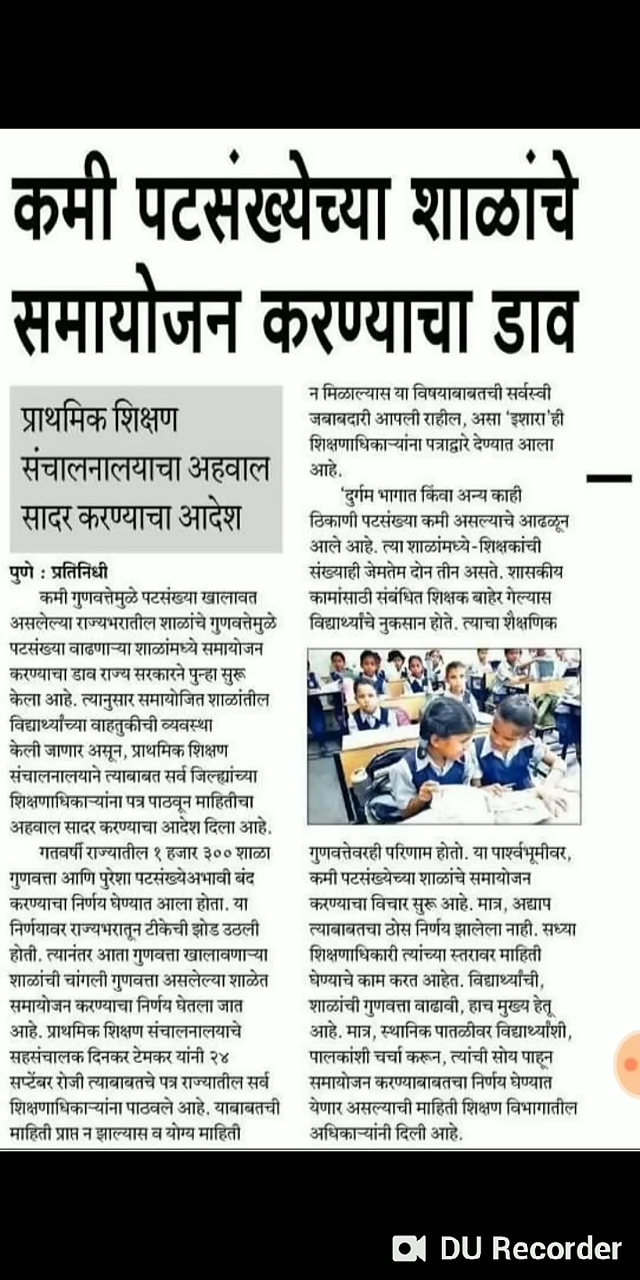 कमी पटसंख्येच्या शाळांचे
समायोजन करण्याचा डाव
प्राथमिक शिक्षण
संचालनालयाचा अहवाल
सादर करण्याचा आदेश
पुणे : प्रतिनिधी
कमी गुणवत्तेमुळे पटसंख्या खालावत
असलेल्या राज्यभरातील शाळांचे गुणवत्तेमुळे
पटसंख्या वाढणाऱ्या शाळांमध्ये समायोजन
करण्याचा डाव राज्य सरकारने पुन्हा सुरू
केला आहे. त्यानुसार समायोजित शाळांतील
विद्यार्थ्यांच्या वाहतुकीची व्यवस्था
केली जाणार असून, प्राथमिक शिक्षण
संचालनालयाने त्याबाबत सर्व जिल्ह्यांच्या
शिक्षणाधिकाऱ्यांना पत्र पाठवून माहितीचा
अहवाल सादर करण्याचा आदेश दिला आहे.
गतवर्षी राज्यातील १ हजार ३०० शाळा
गुणवत्ता आणि पुरेशा पटसंख्येअभावी बंद
करण्याचा निर्णय घेण्यात आला होता. या
निर्णयावर राज्यभरातून टीकेची झोड उठली
होती. त्यानंतर आता गुणवत्ता खालावणाऱ्या
शाळांची चांगली गुणवत्ता असलेल्या शाळेत
समायोजन करण्याचा निर्णय घेतला जात
आहे. प्राथमिक शिक्षण संचालनालयाचे
सहसंचालक दिनकर टेमकर यांनी २४
सप्टेंबर रोजी त्याबाबतचे पत्र राज्यातील सर्व
शिक्षणाधिकाऱ्यांना पाठवले आहे. याबाबतची
माहिती प्राप्त न झाल्यास व योग्य माहिती
न मिळाल्यास या विषयाबाबतची सर्वस्वी
जबाबदारी आपली राहील, असा 'इशारा'ही
शिक्षणाधिकाऱ्यांना पत्राद्वारे देण्यात आला
आहे.
'दुर्गम भागात किंवा अन्य काही
ठिकाणी पटसंख्या कमी असल्याचे आढळून
आले आहे. त्या शाळांमध्ये-शिक्षकांची
संख्याही जेमतेम दोन तीन असते. शासकीय
कामांसाठी संबंधित शिक्षक बाहेर गेल्यास
विद्यार्थ्यांचे नुकसान होते. त्याचा शैक्षणिक
गुणवत्तेवरही परिणाम होतो. या पार्श्वभूमीवर,
कमी पटसंख्येच्या शाळांचे समायोजन
करण्याचा विचार सुरू आहे. मात्र, अद्याप
त्याबाबतचा ठोस निर्णय झालेला नाही. सध्या
शिक्षणाधिकारी त्यांच्या स्तरावर माहिती
घेण्याचे काम करत आहेत. विद्यार्थ्यांची,
शाळांची गुणवत्ता वाढावी, हाच मुख्य हेतू
आहे. मात्र, स्थानिक पातळीवर विद्यार्थ्यांशी,
पालकांशी चर्चा करून, त्यांची सोय पाहून
समायोजन करण्याबाबतचा निर्णय घेण्यात
येणार असल्याची माहिती शिक्षण विभागातील
अधिकाऱ्यांनी दिली आहे.
DU Recorder